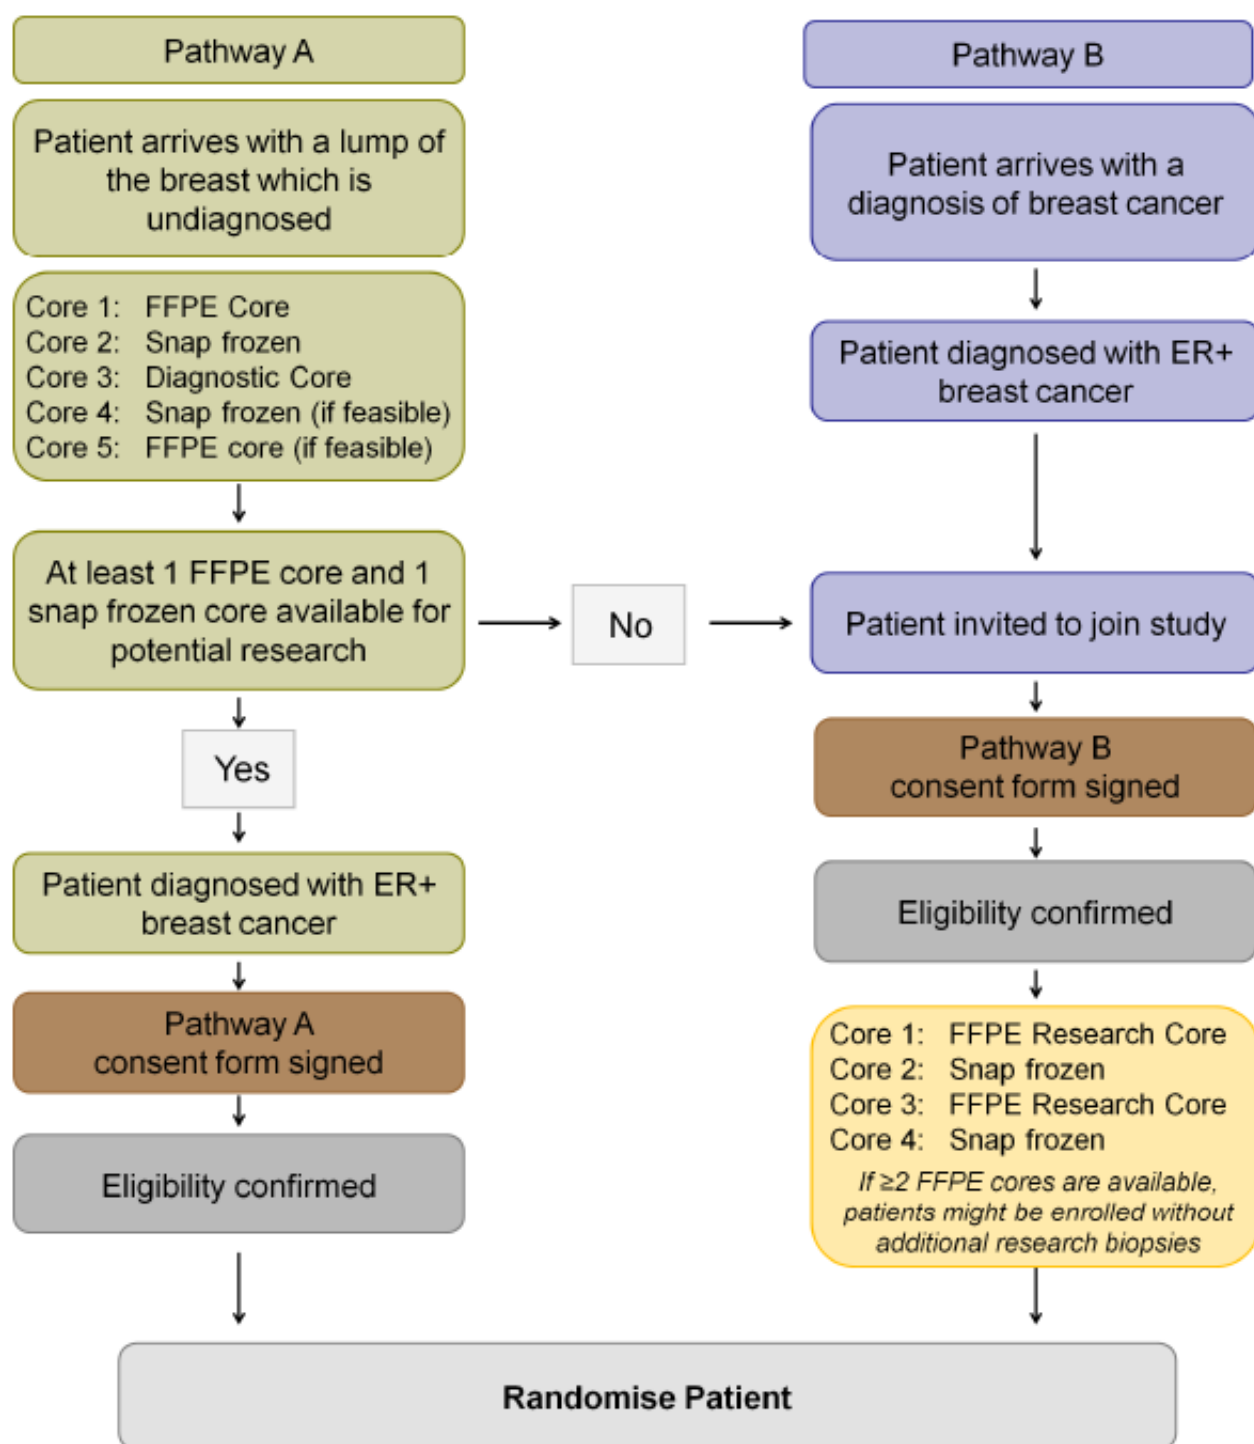 Pathway A
Patient arrives with a lump of
the breast which is
undiagnosed
Core 1: FFPE Core
Core 2: Snap frozen
Core 3: Diagnostic Core
Core 4: Snap frozen (if feasible)
Core 5: FFPE core (if feasible)
At least 1 FFPE core and 1
snap frozen core available for
potential research
No
Yes
Patient diagnosed with ER+
breast cancer
Pathway A
consent form signed
Eligibility confirmed
Pathway B
Patient arrives with a
diagnosis of breast cancer
Patient diagnosed with ER+
breast cancer
Patient invited to join study
Pathway B
consent form signed
Eligibility confirmed
Core 1: FFPE Research Core
Core 2: Snap frozen
Core 3: FFPE Research Core
Core 4: Snap frozen
If ≥2 FFPE cores are available,
patients might be enrolled without
additional research biopsies
Randomise Patient